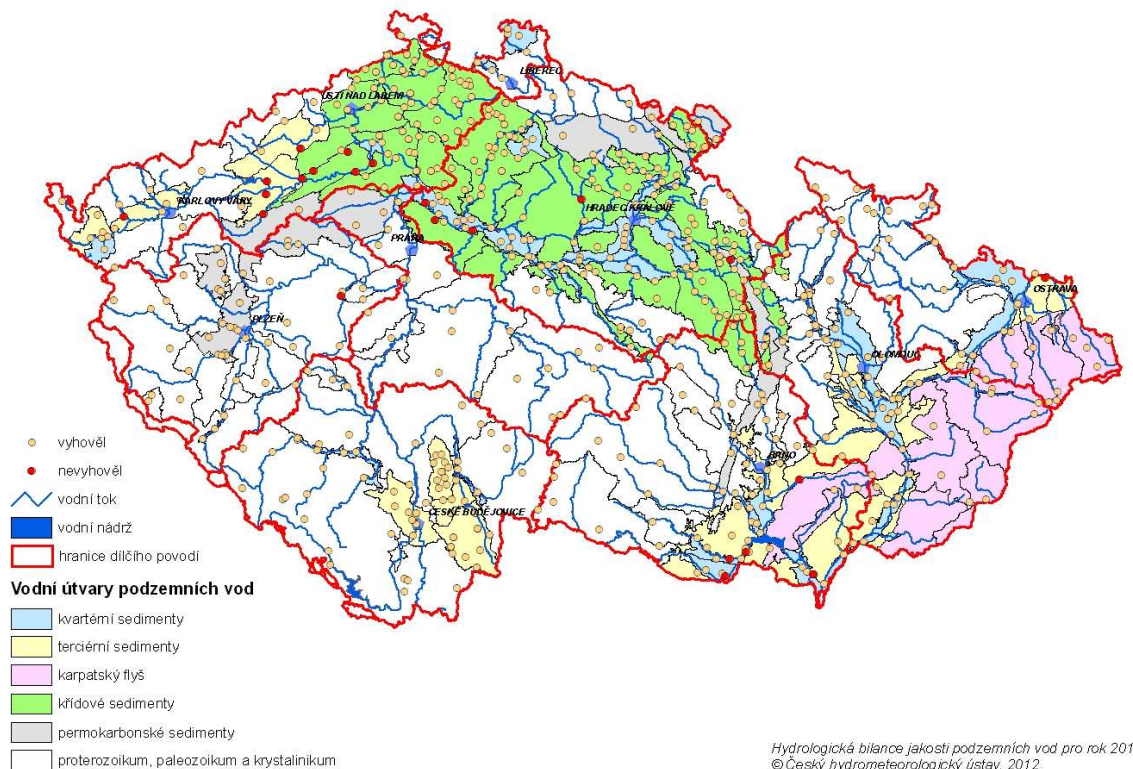 LIBEREC
ÚSTÍ NAD LABEM
KARLOVY VARY
HRADEC KRÁLOVÉ
PRAHA
OSTRAVA
PLZEŇ
OLOMOUC
BRNO
ČESKÉ BUDĚJOVICE
vyhověl
nevyhověl
vodní tok
vodní nádrž
hranice dílčího povodí
Vodní útvary podzemních vod
kvartérní sedimenty
terciérní sedimenty
karpatský flyš
křídové sedimenty
permokarbonské sedimenty
proterozoikum, paleozoikum a krystalinikum
Hydrologická bilance jakosti podzemních vod pro rok 201
© Český hydrometeorologický ústav, 2012